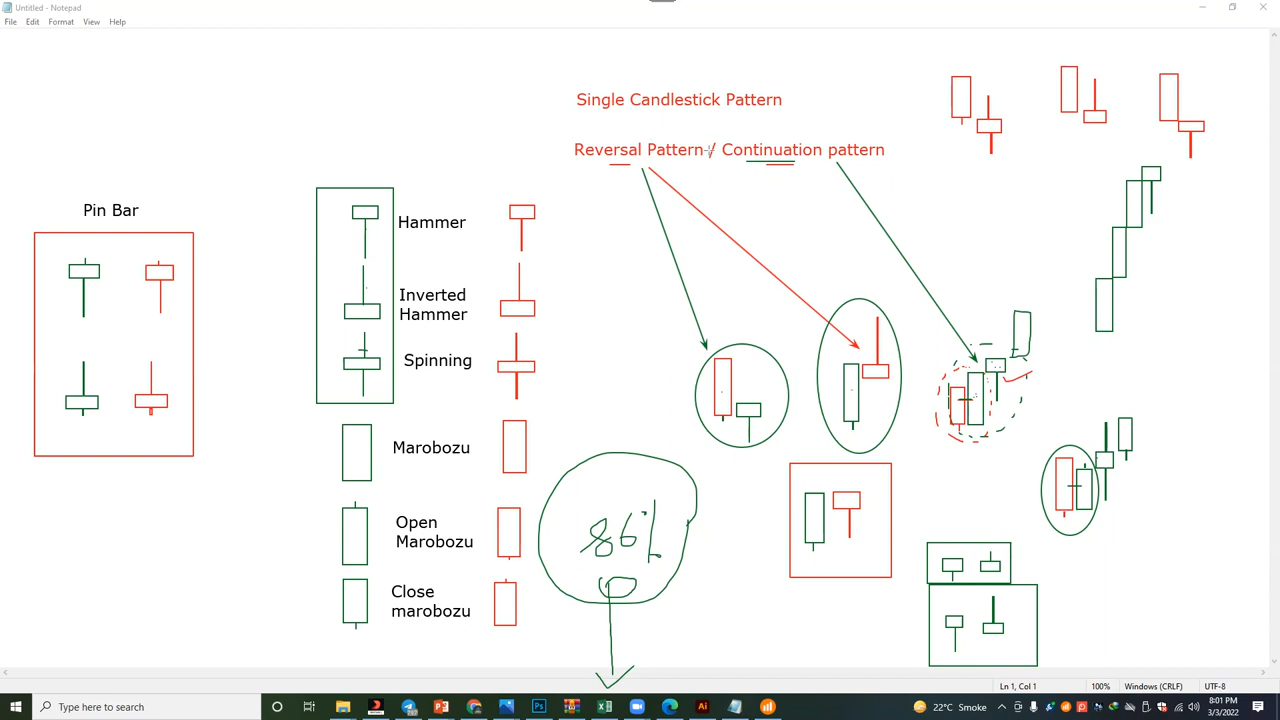 Untitled - Notepad
File Edit Format View Help
Single Candlestick Pattern
Reversal Pattern / Continuation pattern
Pin Bar
Hammer
Inverted
Hammer
Spinning
Marobozu
Open
Marobozu
Close
marobozu
86%
Ln 1, Col 1
100%
Windows (CRLF)
UTF-8
Type here to search
22°C Smoke
8:01 PM
3/3/2022